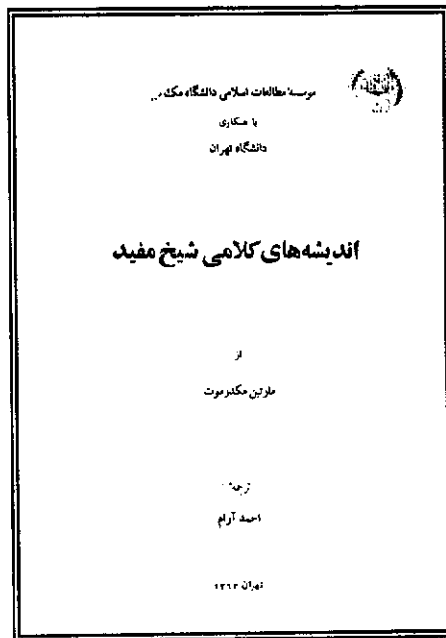 موسسهٔ مطالعات اسلامی دانشگاه مک
با همکاری
دانشگاه تهران
اندیشه‌های کلامی شیخ مفید
از
مارتین مکدرموت
ترجمهٔ
احمد آرام
تهران ۱۳۶۳